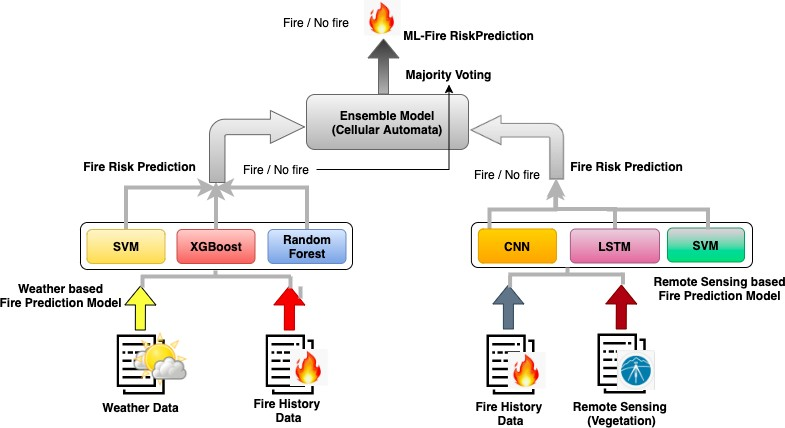 Fire / No fire
ML-Fire RiskPrediction
Majority Voting
Ensemble Model
(Cellular Automata)
Fire Risk Prediction
Fire / No fire
Fire Risk Prediction
Fire / No fire
SVM
XGBoost
Random
Forest
CNN
LSTM
SVM
Weather based
Fire Prediction Model
Remote Sensing based
Fire Prediction Model
Weather Data
Fire History
Data
Fire History
Data
Remote Sensing
(Vegetation)